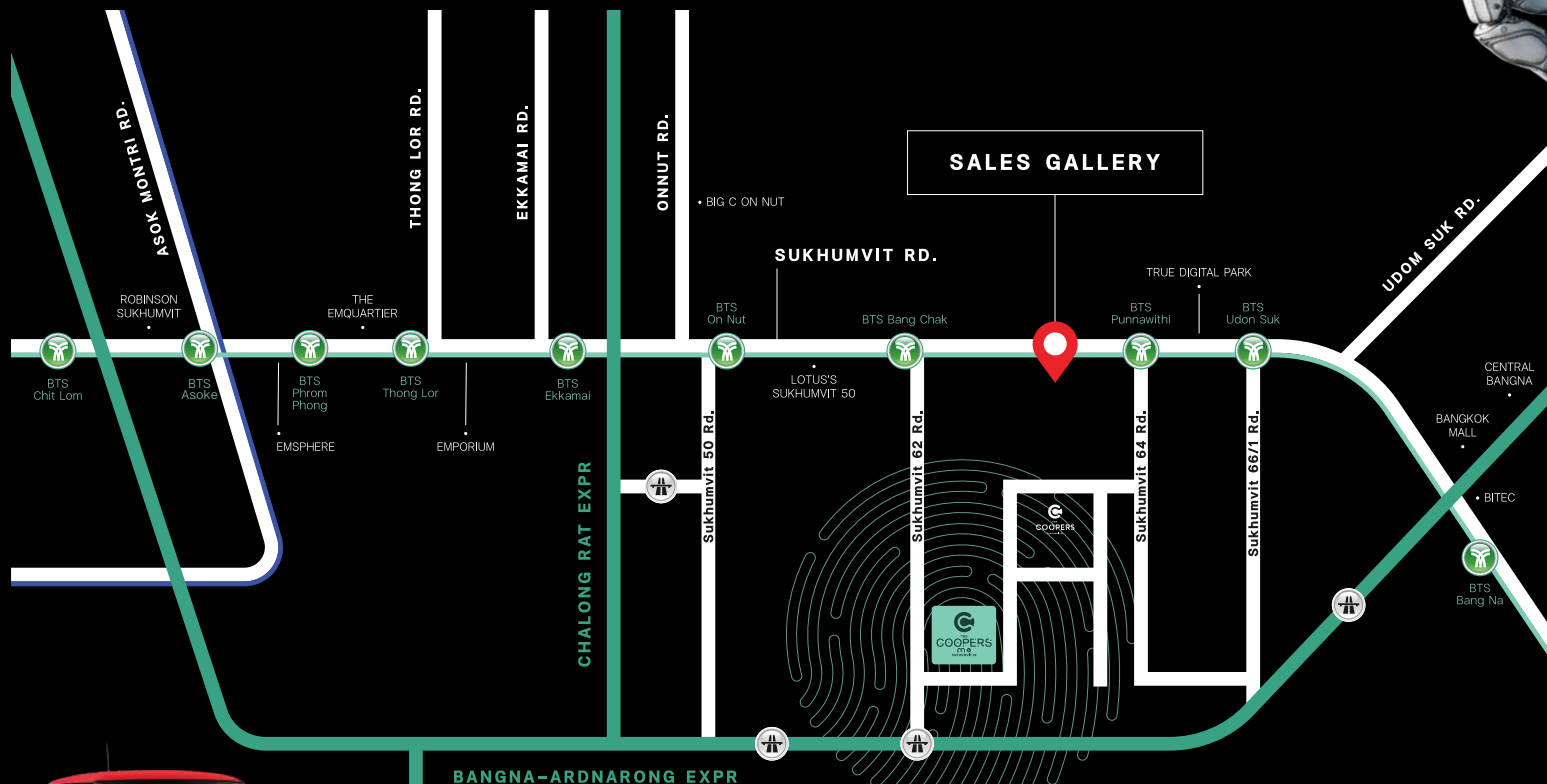 ASOK MONTRI RD.
THONG LOR RD.
EKKAMAI RD.
ONNUT RD.
BIG C ON NUT
SALES GALLERY
SUKHUMVIT RD.
UDOM SUK RD.
TRUE DIGITAL PARK
ROBINSON
SUKHUMVIT
THE
EMQUARTIER
BTS
On Nut
BTS Bang Chak
BTS
Punnawithi
BTS
Udon Suk
BTS
Chit Lom
BTS
Asoke
BTS
Phrom
Phong
BTS
Thong Lor
BTS
Ekkamai
LOTUS'S
SUKHUMVIT 50
CENTRAL
BANGNA
BANGKOK
MALL
EMSPHERE
EMPORIUM
BITEC
CHALONG RAT EXPR
Sukhumvit 50 Rd.
Sukhumvit 62 Rd.
Sukhumvit 64 Rd.
Sukhumvit 66/1 Rd.
COOPERS
THE
COOPERS
me
BTS
Bang Na
BANGNA-ARDNARONG EXPR